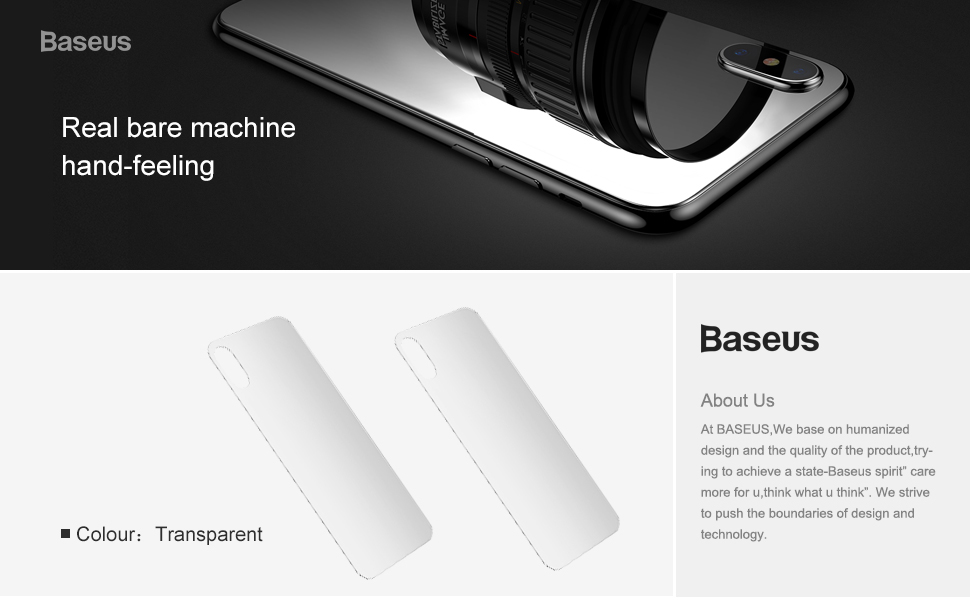 Baseus
Real bare machine
hand-feeling
■ Colour： Transparent
Baseus
About Us
At BASEUS,We base on humanized
design and the quality of the product,try-
ing to achieve a state-Baseus spirit” care
more for u,think what u think”. We strive
to push the boundaries of design and
technology.